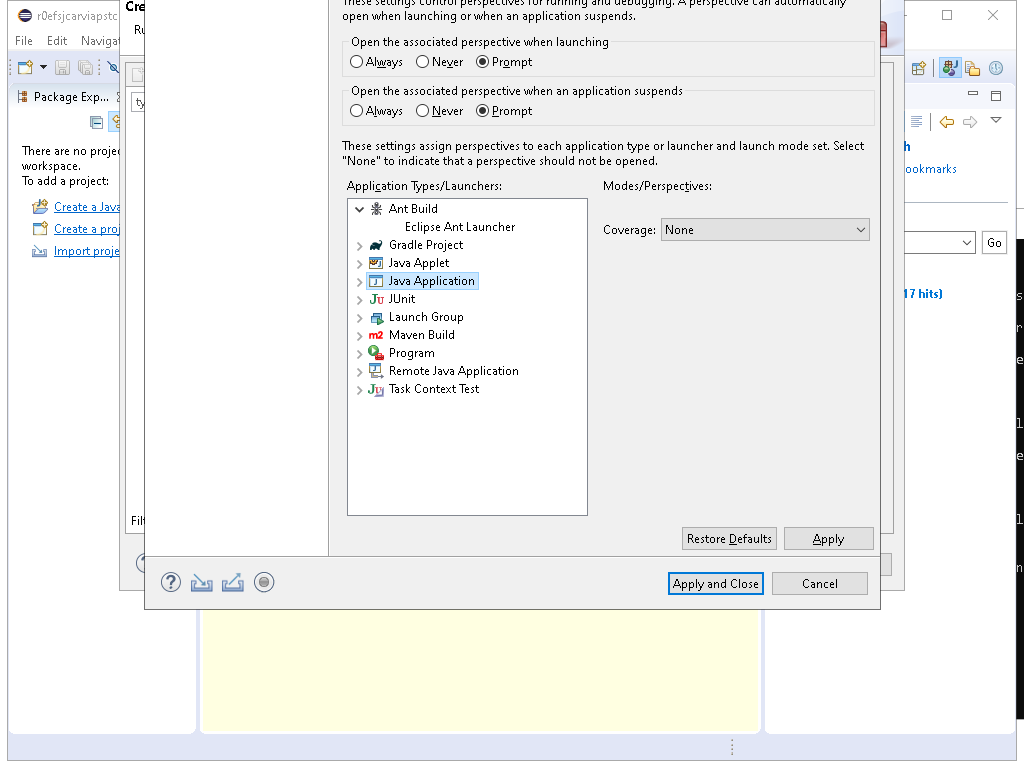 These settings control perspectives for running and debugging. A perspective can automatically
open when launching or when an application suspends.
Open the associated perspective when launching
Always Never Prompt
Open the associated perspective when an application suspends
Always Never Prompt
These settings assign perspectives to each application type or launcher and launch mode set. Select
"None" to indicate that a perspective should not be opened.
Application Types/Launchers:
Modes/Perspectives:
Ant Build
Eclipse Ant Launcher
Gradle Project
Java Applet
Java Application
JUnit
Launch Group
Maven Build
Program
Remote Java Application
Task Context Test
Coverage: None
Restore Defaults Apply
Apply and Close Cancel
r0efsjcarviapstc
File Edit Naviga
Package Exp...
There are no proje
workspace.
To add a project:
Create a Java
Create a proj
Import proje
Cre
Ru
ty
Filt
h
ookmarks
Go
17 hits)
s
r
e
l
e
l
n